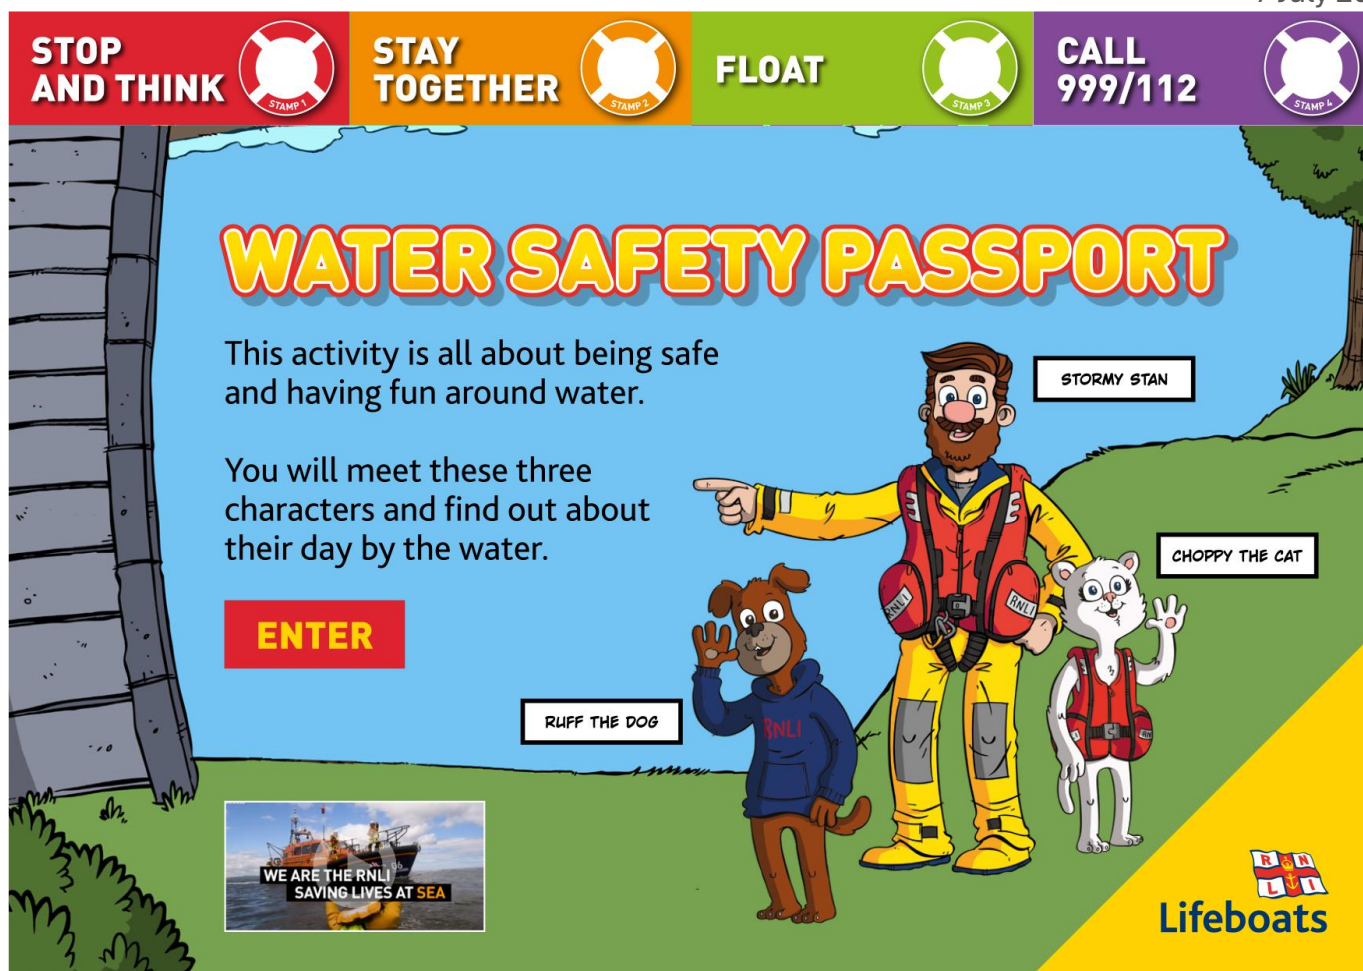 July
STOP
AND THINK
STAMP 1
STAY
TOGETHER
STAMP 2
FLOAT
STAMP 3
CALL
999/112
STAMP 4
WATER SAFETY PASSPORT
This activity is all about being safe
and having fun around water.
You will meet these three
characters and find out about
their day by the water.
ENTER
STORMY STAN
CHOPPY THE CAT
RUFF THE DOG
RNLI
RNLI
RNLI
WE ARE THE RNLI
SAVING LIVES AT SEA
R N
L I
Lifeboats